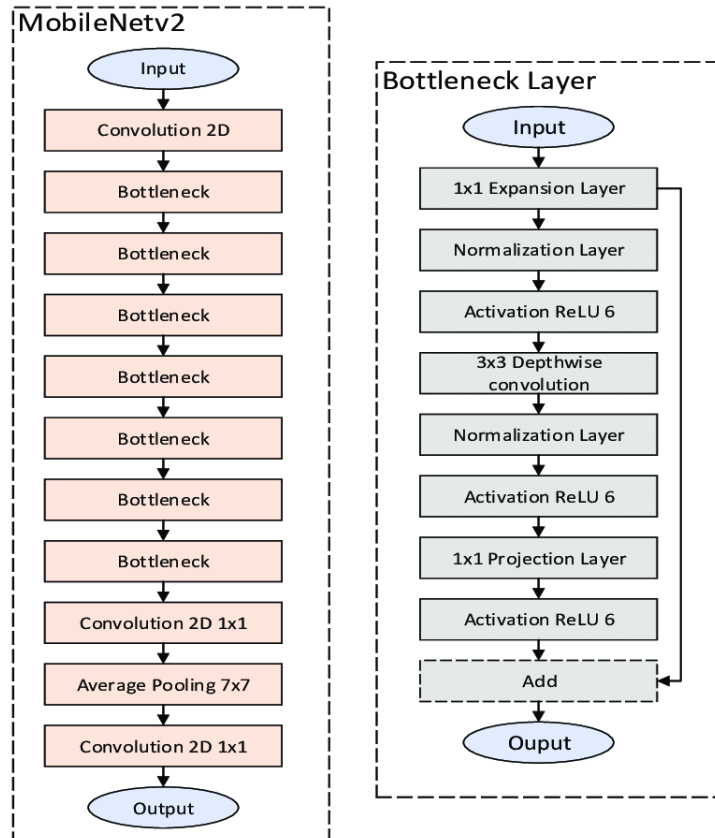 MobileNetv2
Input
Convolution 2D
Bottleneck
Bottleneck
Bottleneck
Bottleneck
Bottleneck
Bottleneck
Bottleneck
Convolution 2D 1x1
Average Pooling 7x7
Convolution 2D 1x1
Output
Bottleneck Layer
Input
1x1 Expansion Layer
Normalization Layer
Activation ReLU 6
3x3 Depthwise
convolution
Normalization Layer
Activation ReLU 6
1x1 Projection Layer
Activation ReLU 6
Add
Ouput